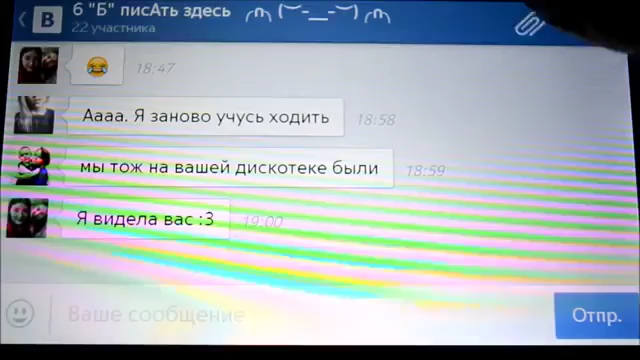 В
6 "Б" писАть здесь ╭∩╮(︶︿︶)╭∩╮
22 участника
18:47
Аааа. Я заново учусь ходить
18:58
мы тож на вашей дискотеке были
18:59
Я видела вас :3
19:00
Ваше сообщение
Отпр.